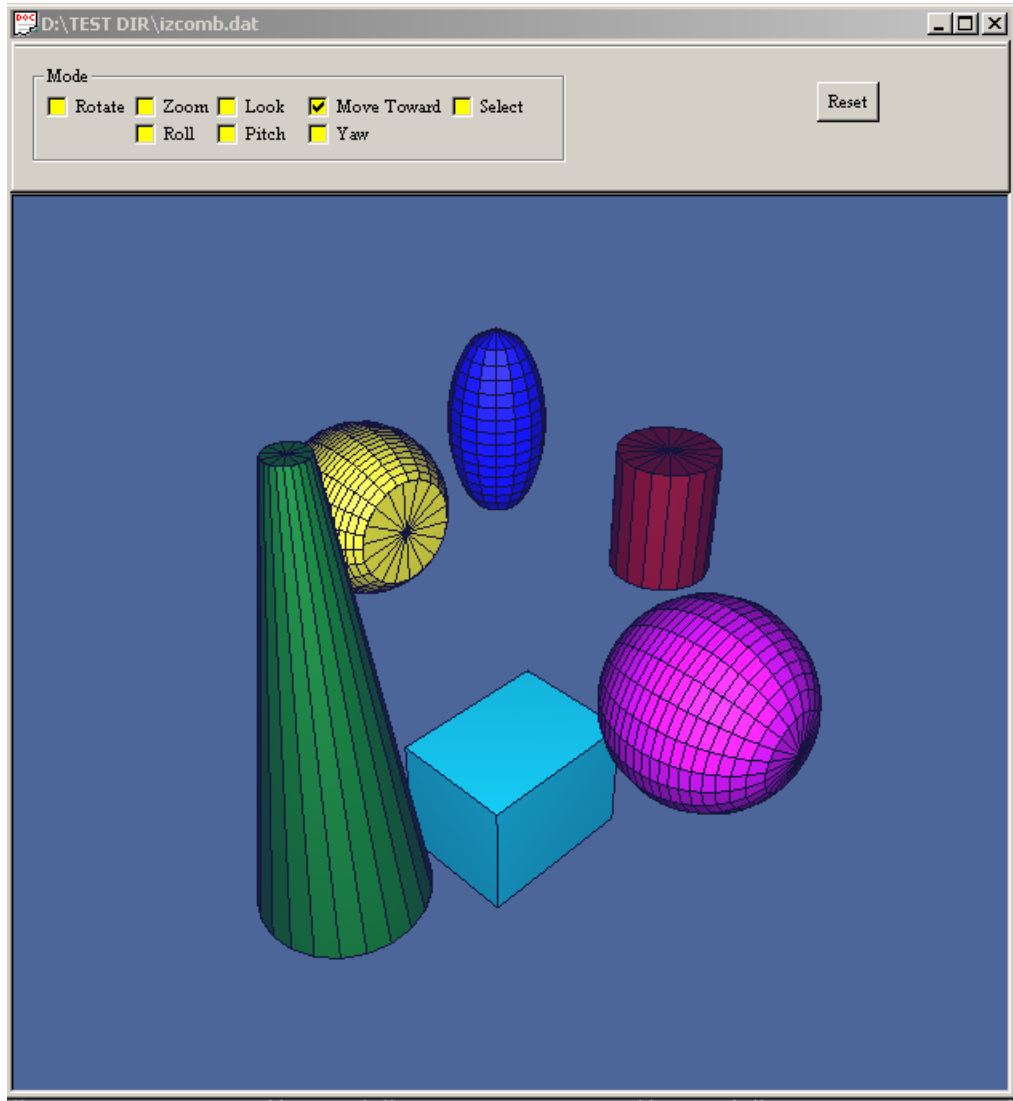 D:\TEST DIR\izcomb.dat
Mode
Rotate Zoom Look Move Toward Select
Reset
Roll Pitch Yaw